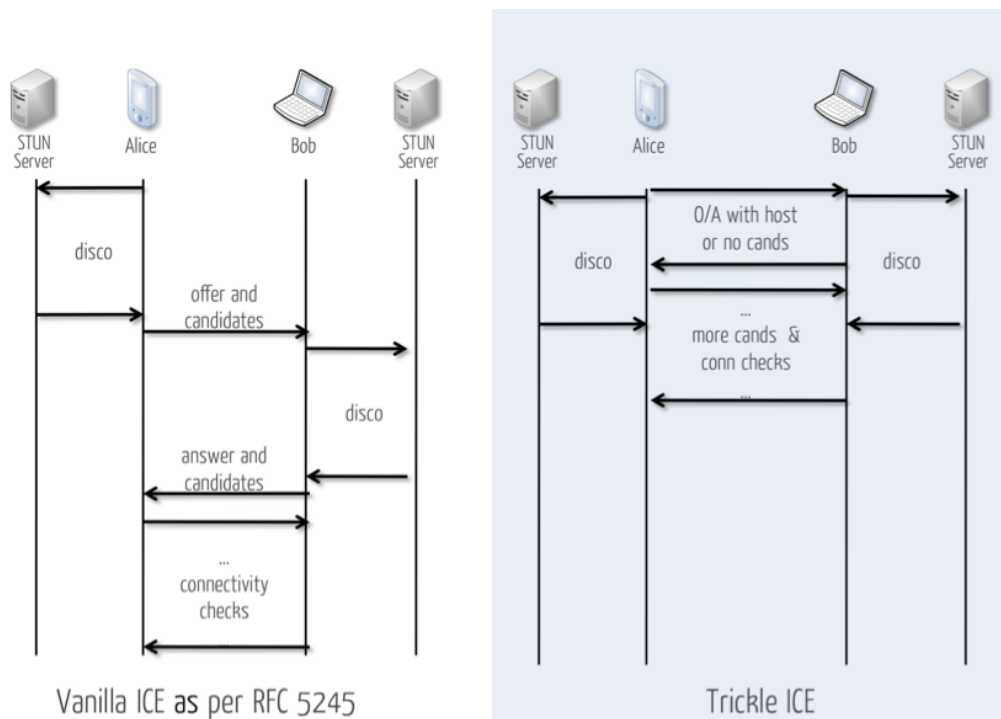 STUN
Server
Alice
Bob
STUN
Server
disco
offer and
candidates
disco
answer and
candidates
...
connectivity
checks
...
Vanilla ICE as per RFC 5245
STUN
Server
Alice
Bob
STUN
Server
O/A with host
or no cands
disco
disco
...
more cands &
conn checks
...
Trickle ICE